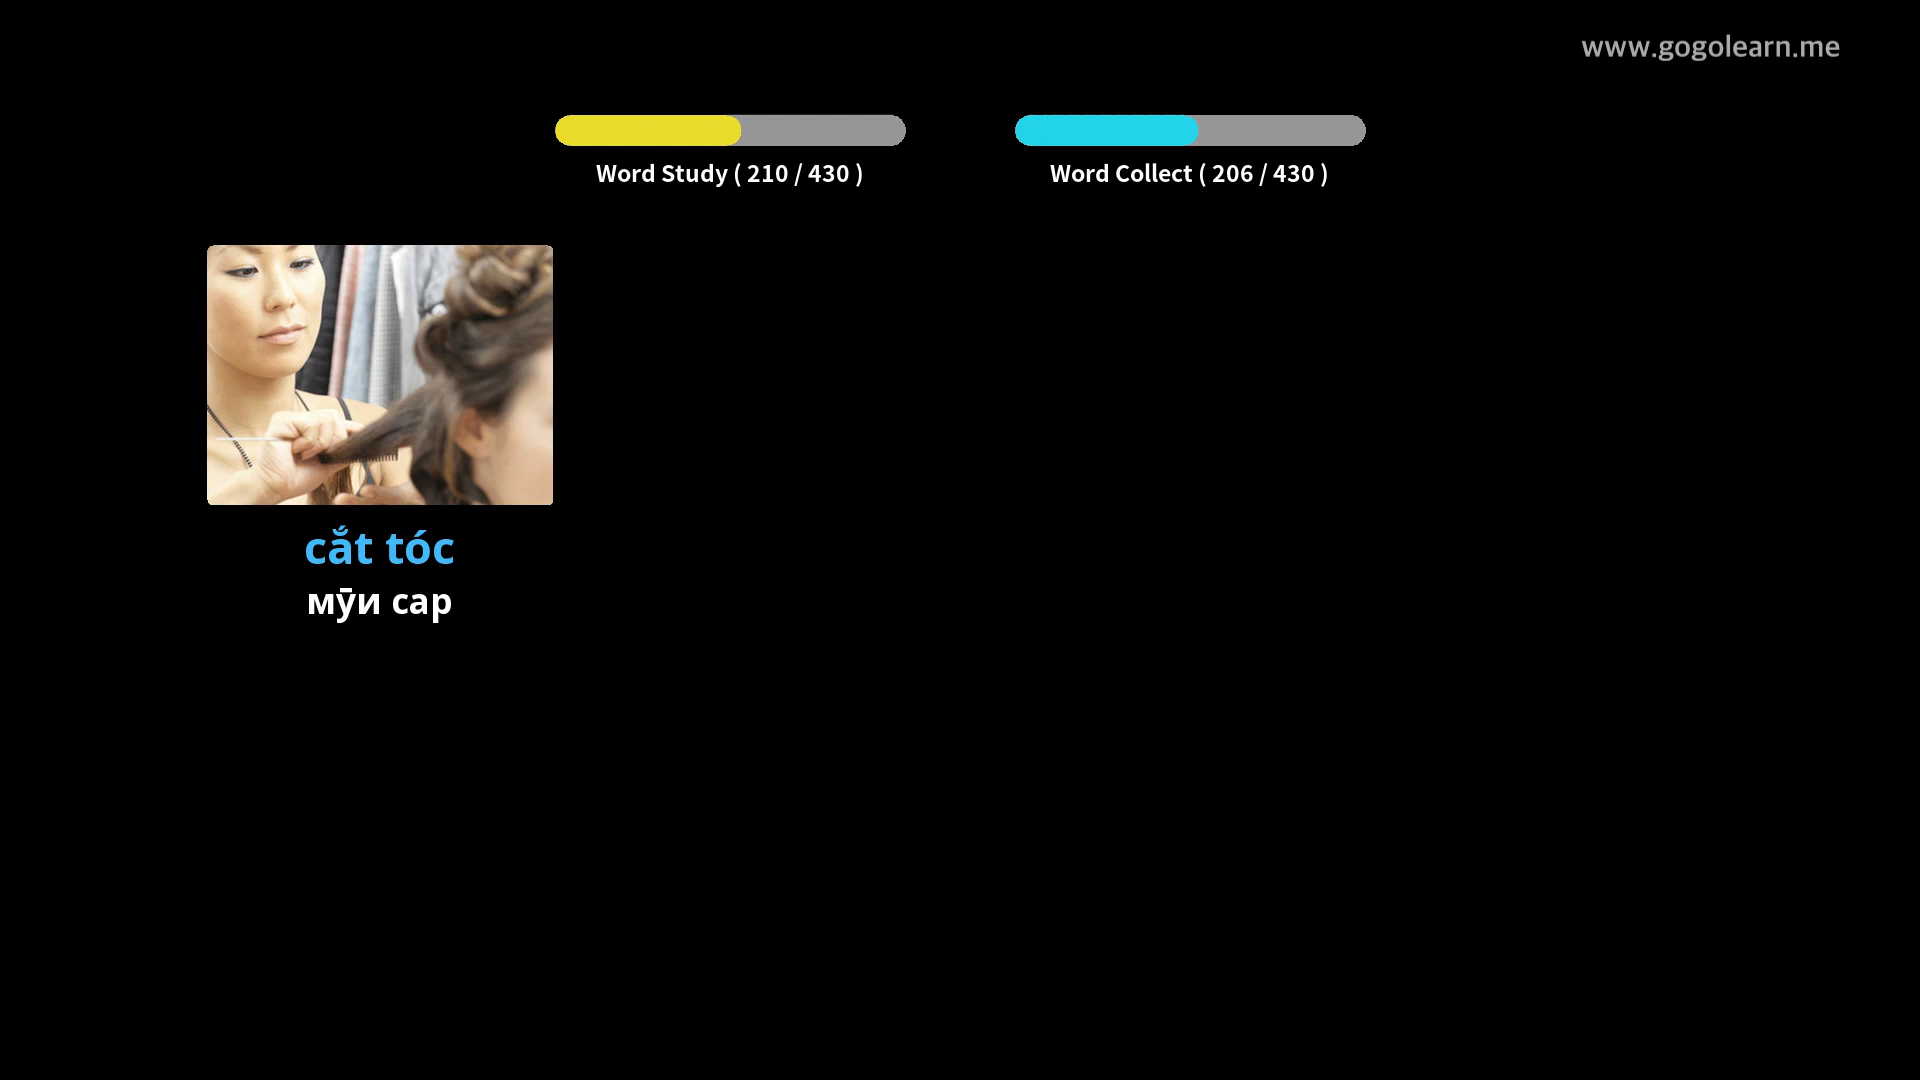 www.gogolearn.me
Word Study ( 210 / 430 )
Word Collect ( 206 / 430 )
cắt tóc
мӯи сар